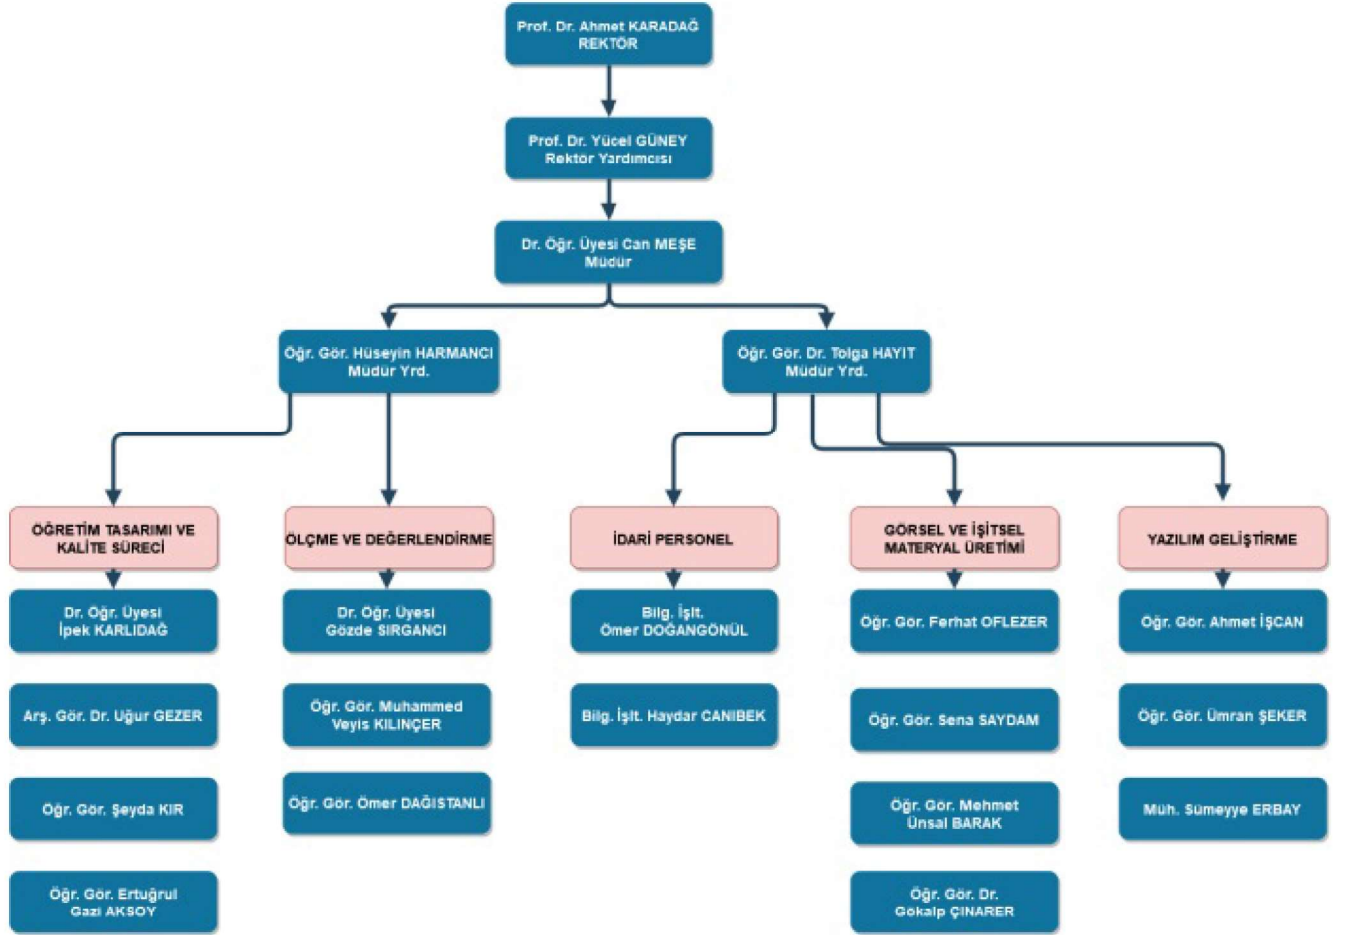 Prof. Dr. Ahmet KARADAĞ
REKTÖR
Prof. Dr. Yücel GÜNEY
Rektör Yardımcısı
Dr. Öğr. Üyesi Can MEŞE
Müdür
Öğr. Gör. Hüseyin HARMANCI
Müdür Yrd.
Öğr. Gör. Dr. Tolga HAYIT
Müdür Yrd.
ÖĞRETİM TASARIMI VE
KALİTE SÜRECİ
Dr. Öğr. Üyesi
İpek KARLIDAĞ
Arş. Gör. Dr. Uğur GEZER
Öğr. Gör. Şeyda KIR
Öğr. Gör. Ertuğrul
Gazi AKSOY
ÖLÇME VE DEĞERLENDİRME
Dr. Öğr. Üyesi
Gözde SIRGANCI
Öğr. Gör. Muhammed
Veyis KILINÇER
Öğr. Gör. Ömer DAĞISTANLI
İDARİ PERSONEL
Bilg. İşlt.
Ömer DOĞANGÖNÜL
Bilg. İşlt. Haydar CANIBEK
GÖRSEL VE İŞİTSEL
MATERYAL ÜRETİMİ
Öğr. Gör. Ferhat OFLEZER
Öğr. Gör. Sena SAYDAM
Öğr. Gör. Mehmet
Ünsal BARAK
Öğr. Gör. Dr.
Gökalp ÇINARER
YAZILIM GELİŞTİRME
Öğr. Gör. Ahmet İŞCAN
Öğr. Gör. Ümran ŞEKER
Müh. Sümeyye ERBAY